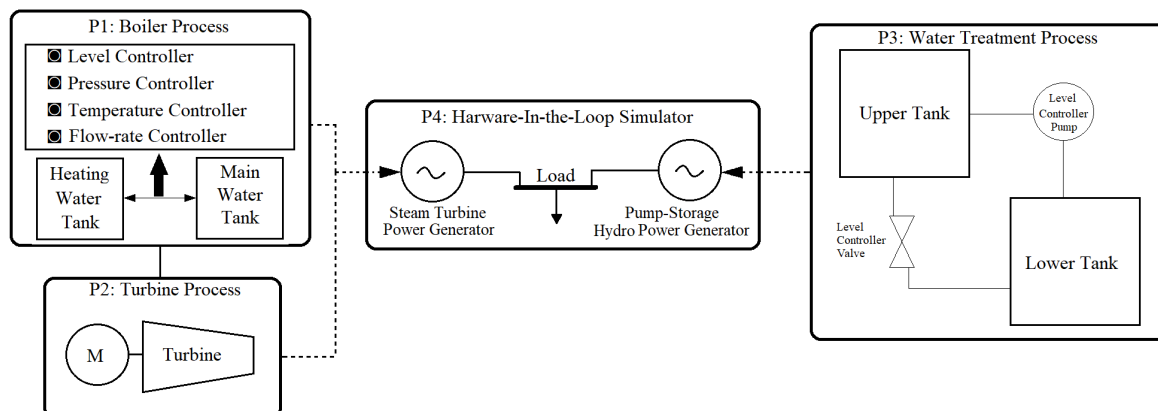 P1: Boiler Process
Level Controller
Pressure Controller
Temperature Controller
Flow-rate Controller
Heating
Water
Tank
Main
Water
Tank
P2: Turbine Process
M
Turbine
P4: Harware-In-the-Loop Simulator
Load
Steam Turbine
Power Generator
Pump-Storage
Hydro Power Generator
P3: Water Treatment Process
Upper Tank
Level
Controller
Pump
Level
Controller
Valve
Lower Tank